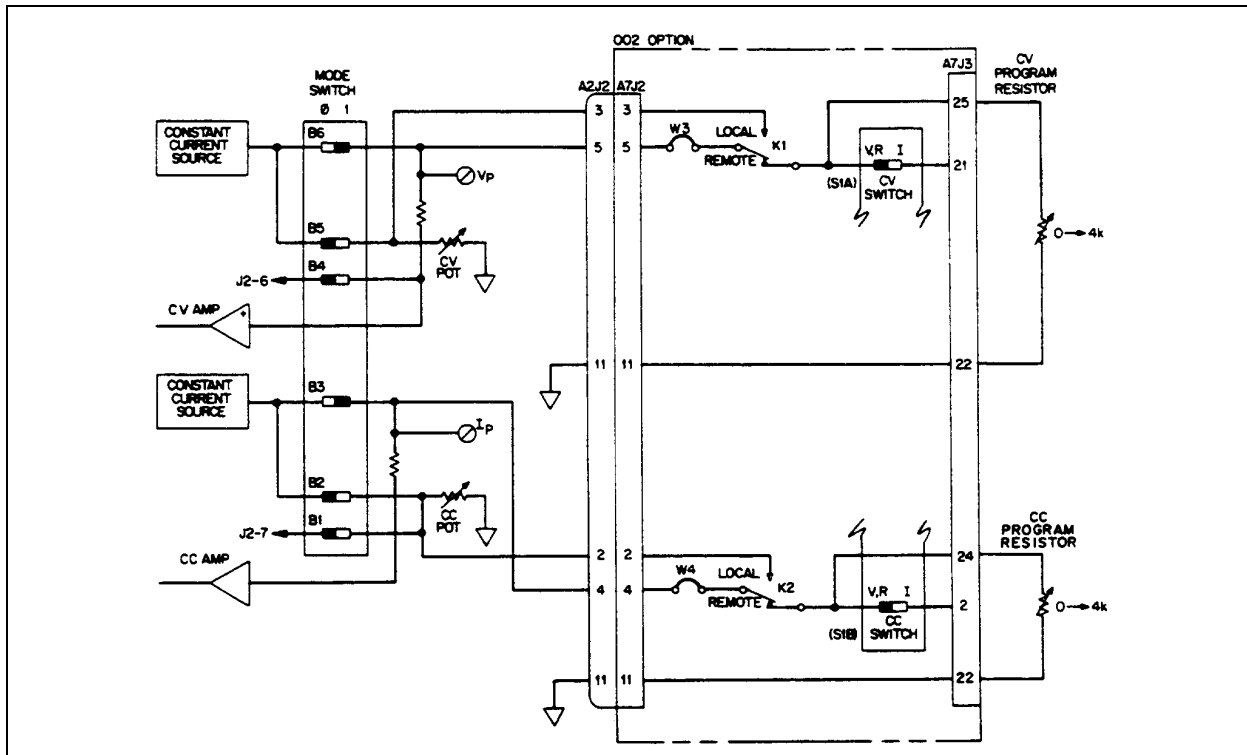 002 OPTION
MODE
SWITCH
Ø 1
A2J2 A7J2
A7J3
CV
PROGRAM
RESISTOR
CONSTANT
CURRENT
SOURCE
B6
3 3
5 5
W3
LOCAL
REMOTE
K1
25
V,R I
(S1A)
CV
SWITCH
21
Vp
B5
CV
POT
B4
J2-6
0→4k
CV AMP
+
11 11
22
CONSTANT
CURRENT
SOURCE
B3
Ip
B2
CC
POT
B1
J2-7
CC AMP
2 2
4 4
W4
LOCAL
REMOTE
K2
24
CC
PROGRAM
RESISTOR
V,R I
(S1B)
CC
SWITCH
2
0→4k
11 11
22